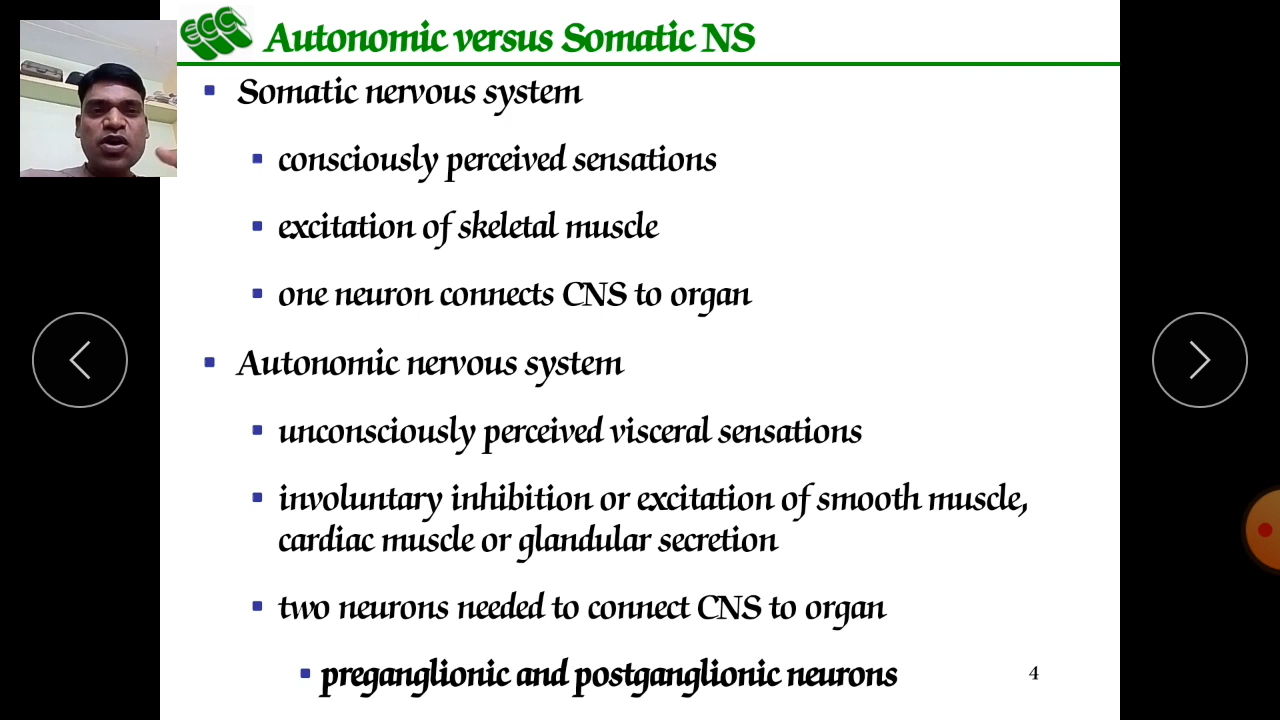 ECC
Autonomic versus Somatic NS
Somatic nervous system
consciously perceived sensations
excitation of skeletal muscle
one neuron connects CNS to organ
Autonomic nervous system
unconsciously perceived visceral sensations
involuntary inhibition or excitation of smooth muscle,
cardiac muscle or glandular secretion
two neurons needed to connect CNS to organ
preganglionic and postganglionic neurons
4